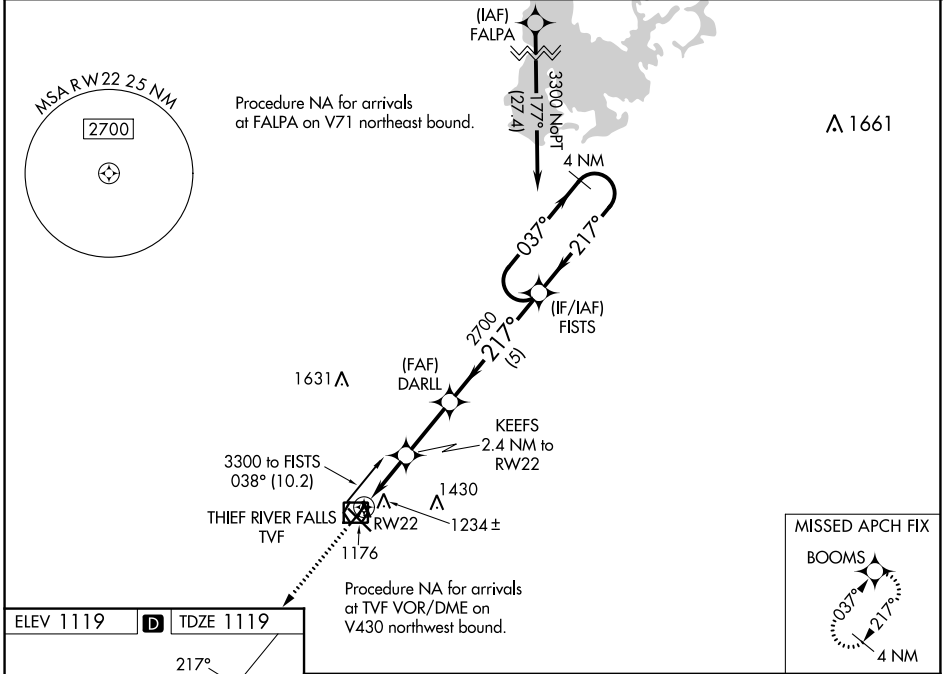 (IAF)
FALPA
MSA RW22 25 NM
2700
Procedure NA for arrivals
at FALPA on V71 northeast bound.
3300 NoPT
177°
(27.4)
1661
4 NM
037°
217°
(IF/IAF)
FISTS
2700
217°
(5)
(FAF)
DARLL
1631
KEEFS
2.4 NM to
RW22
3300 to FISTS
038° (10.2)
1430
THIEF RIVER FALLS
TVF
RW22
1234 ±
1176
MISSED APCH FIX
BOOMS
037°
217°
4 NM
Procedure NA for arrivals
at TVF VOR/DME on
V430 northwest bound.
ELEV 1119
D
TDZE 1119
217°